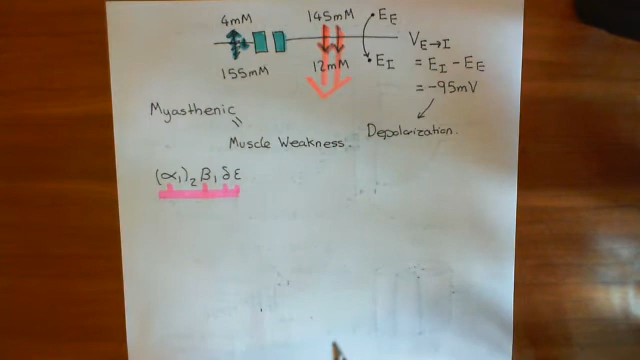 4mM 145mM E_E
V_E→I
155mM 12mM E_I = E_I − E_E
= −95mV
Myasthenic
=
Muscle Weakness. Depolarization.
(α₁)₂ β₁ δ ε